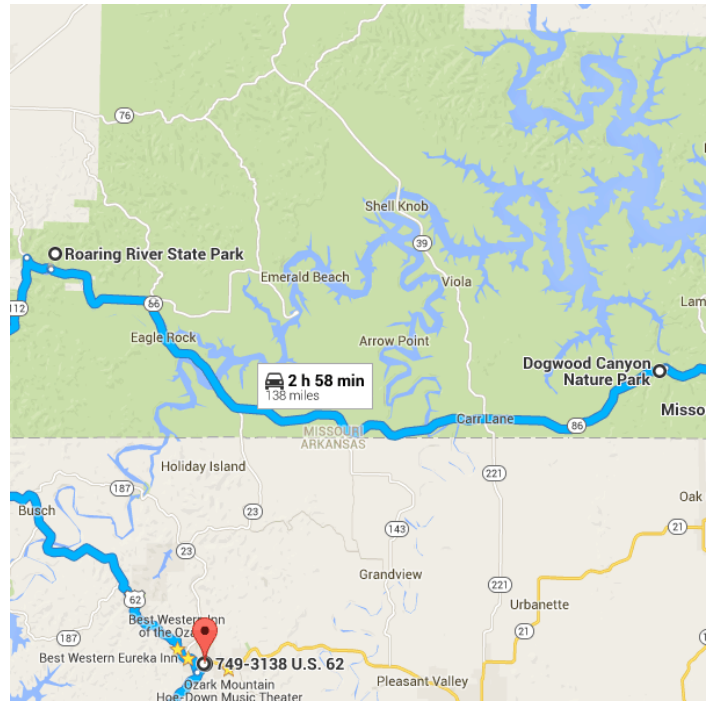 76
Shell Knob
Roaring River State Park
39
Emerald Beach
Viola
86
112
Lam
Eagle Rock
Arrow Point
Dogwood Canyon
Nature Park
2 h 58 min
138 miles
Misso
Carr Lane
86
MISSOURI
ARKANSAS
Holiday Island
221
187
Oak
Busch
23
21
143
23
Grandview
221
62
Urbanette
Best Western Inn
of the Oza
187
21
Best Western Eureka Inn
749-3138 U.S. 62
Ozark Mountain
Hoe-Down Music Theater
Pleasant Valley